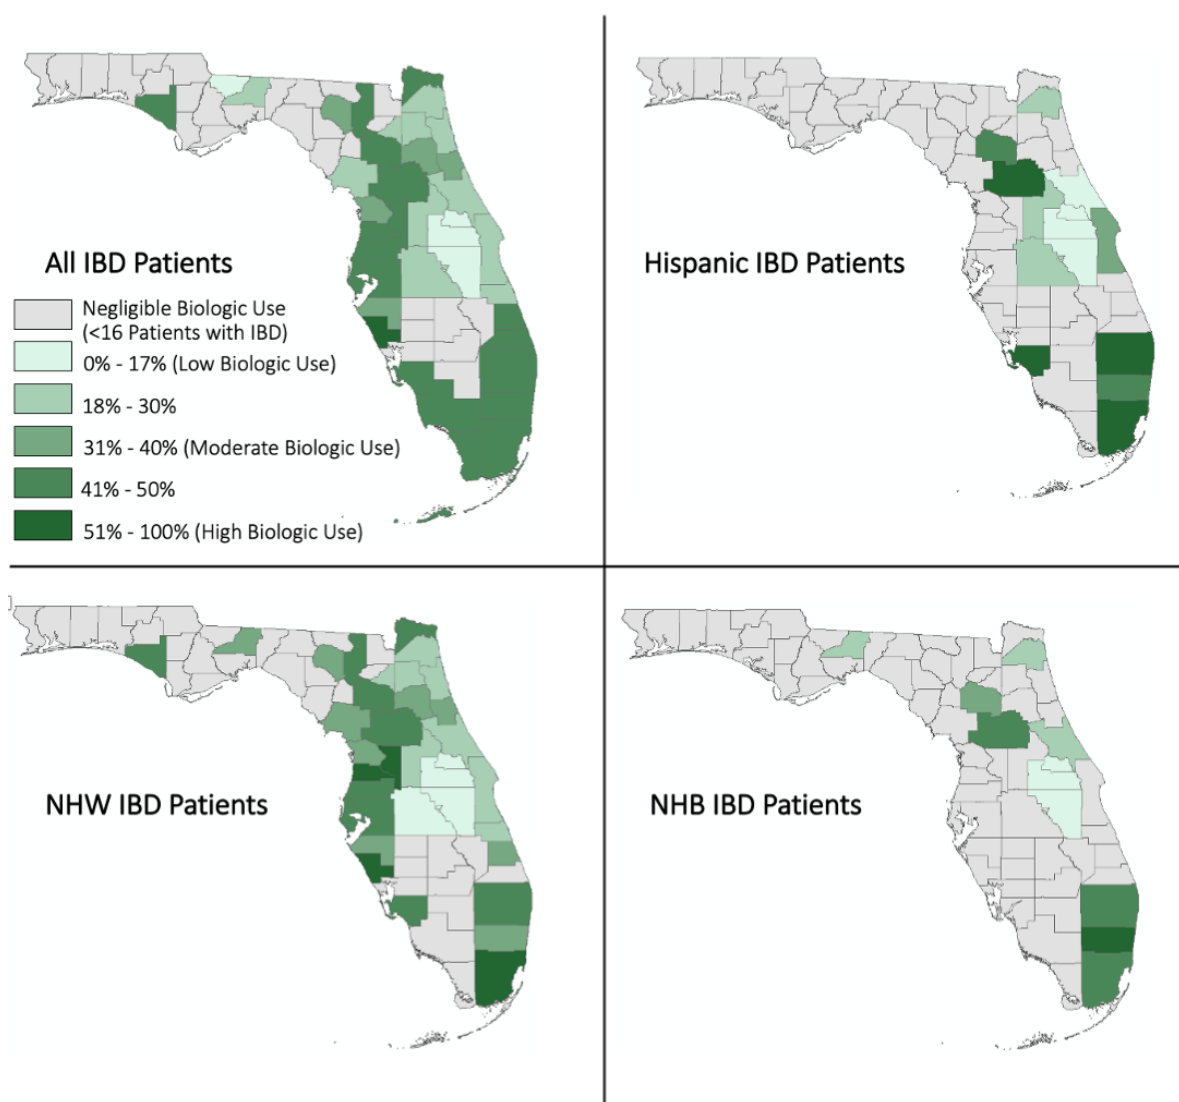 All IBD Patients
Negligible Biologic Use
(<16 Patients with IBD)
0% - 17% (Low Biologic Use)
18% - 30%
31% - 40% (Moderate Biologic Use)
41% - 50%
51% - 100% (High Biologic Use)
Hispanic IBD Patients
NHW IBD Patients
NHB IBD Patients